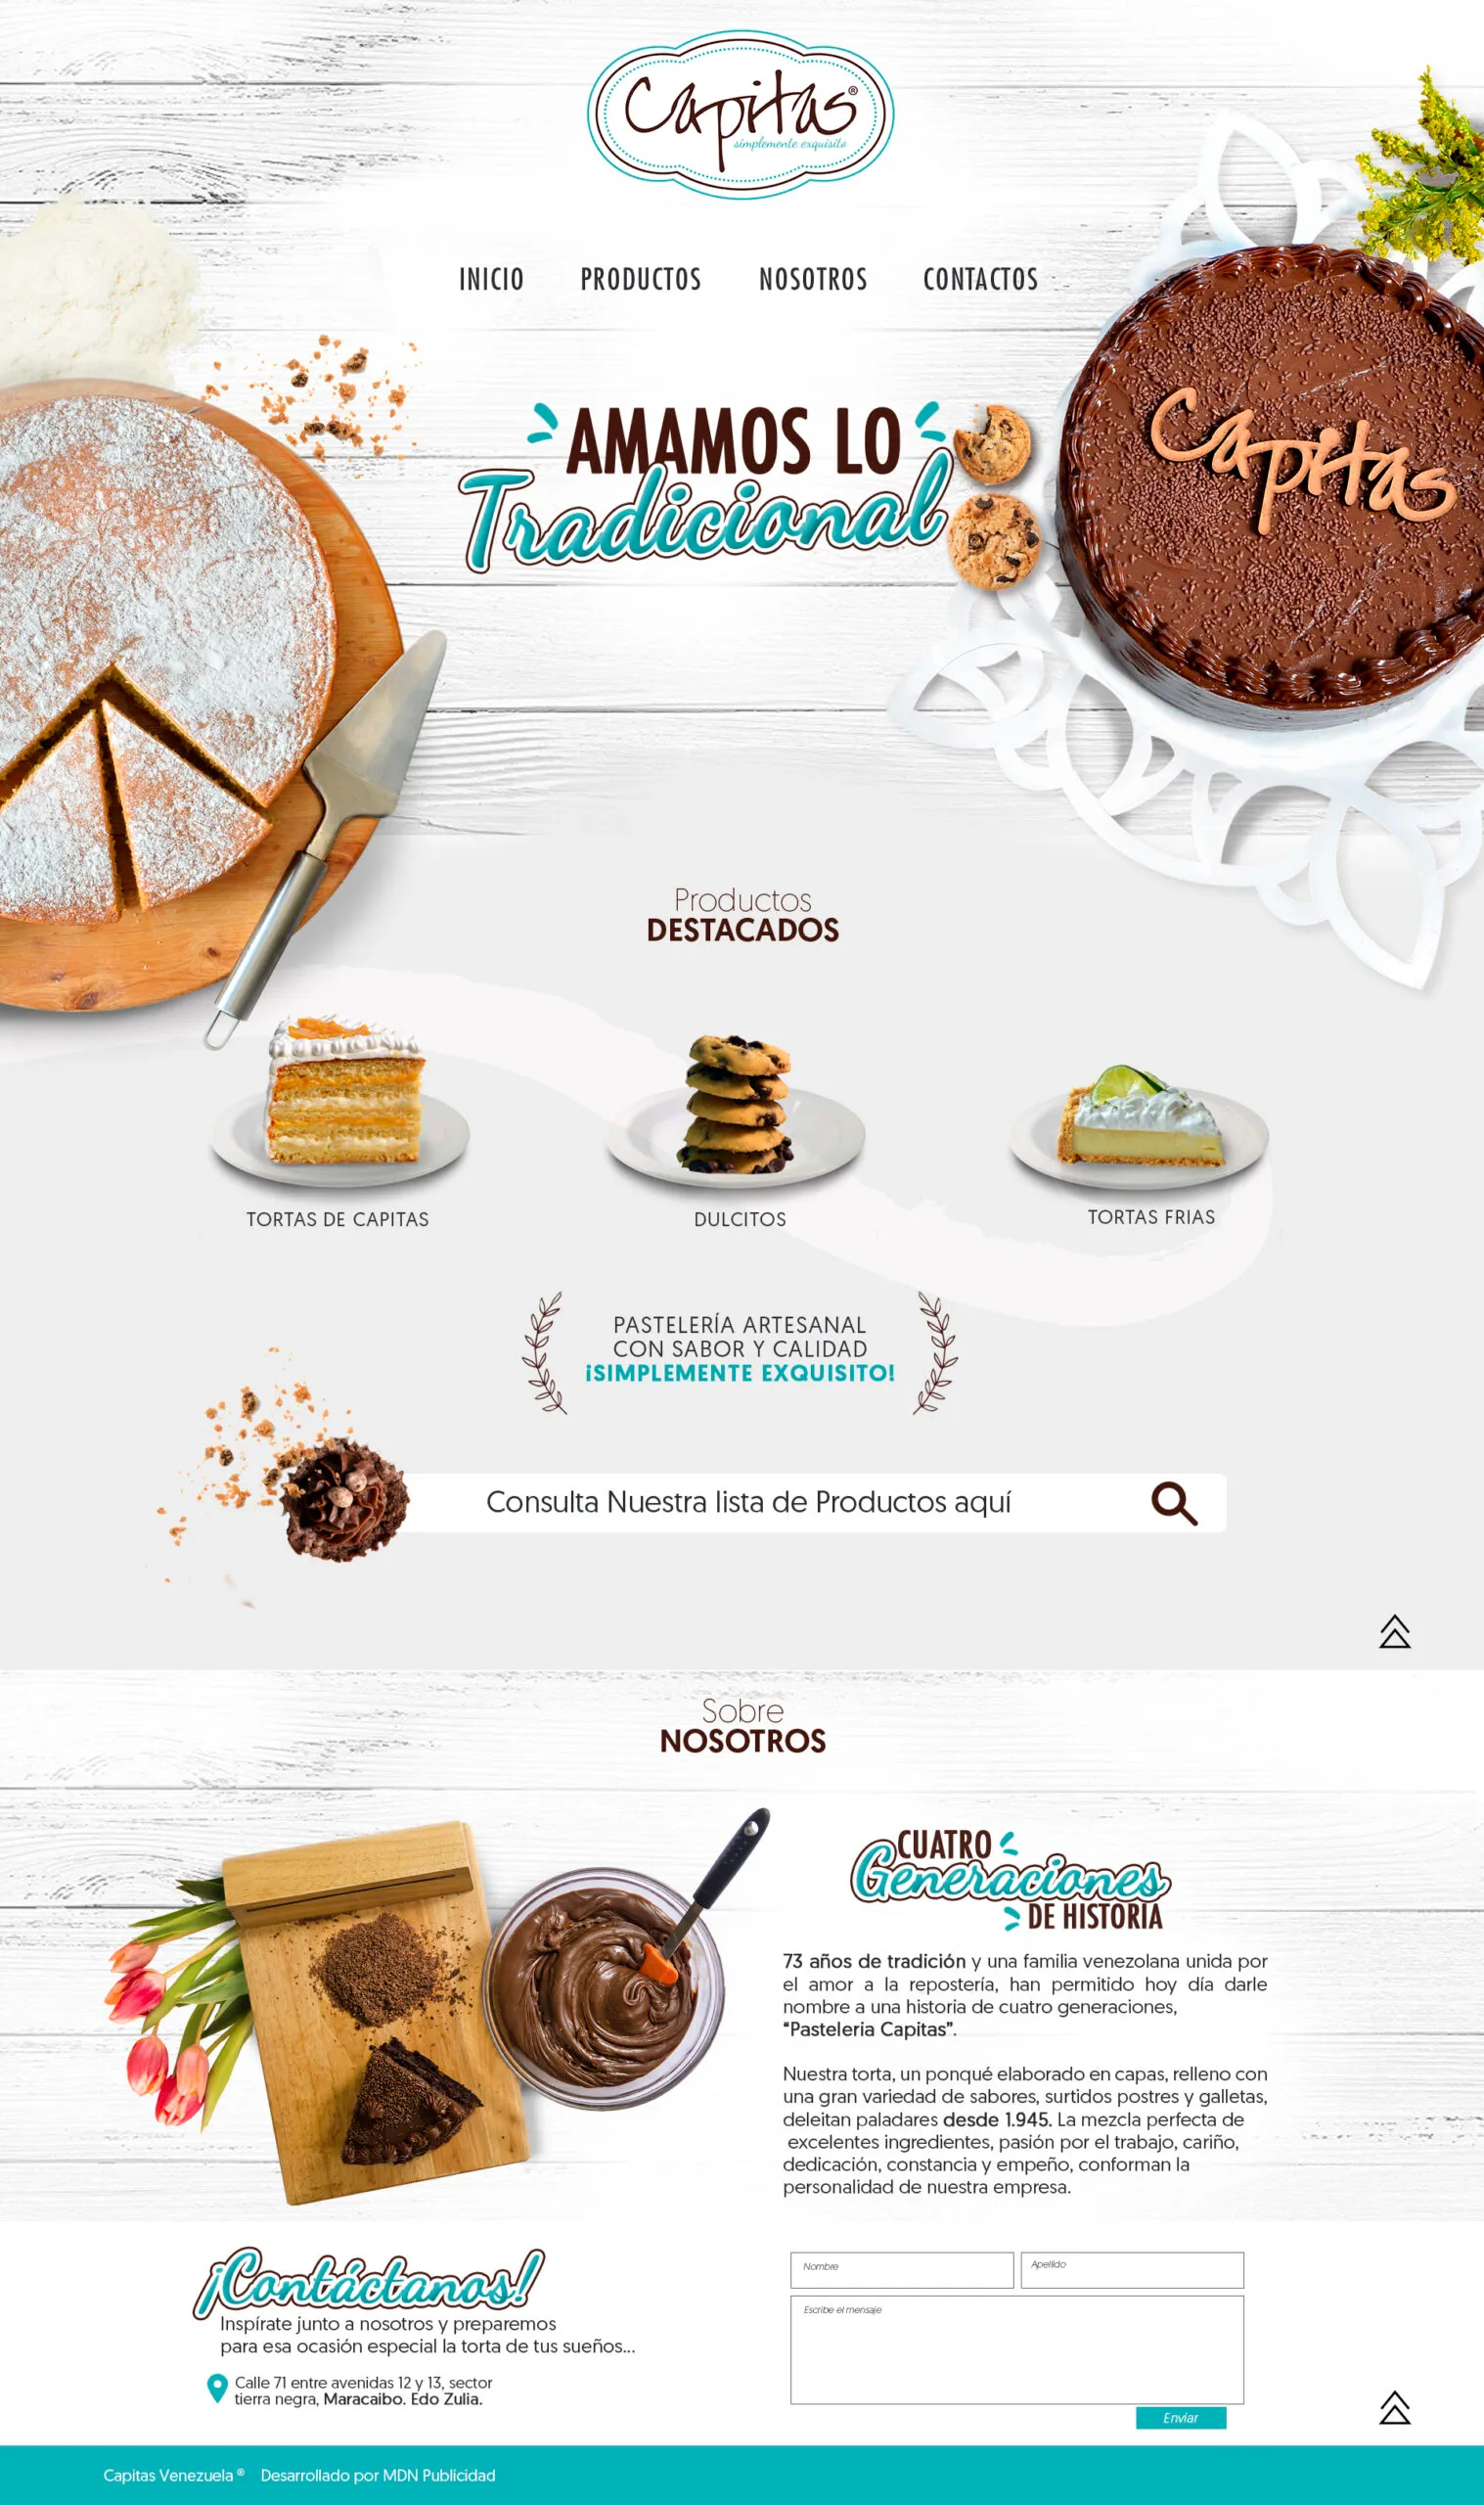 Capitas®
simplemente exquisito
INICIO PRODUCTOS NOSOTROS CONTACTOS
AMAMOS LO
Tradicional
Capitas
Productos
DESTACADOS
TORTAS DE CAPITAS
DULCITOS
TORTAS FRIAS
PASTELERÍA ARTESANAL
CON SABOR Y CALIDAD
¡SIMPLEMENTE EXQUISITO!
Consulta Nuestra lista de Productos aquí
Sobre
NOSOTROS
CUATRO
Generaciones
DE HISTORIA
73 años de tradición y una familia venezolana unida por
el amor a la repostería, han permitido hoy día darle
nombre a una historia de cuatro generaciones,
“Pasteleria Capitas”.
Nuestra torta, un ponqué elaborado en capas, relleno con
una gran variedad de sabores, surtidos postres y galletas,
deleitan paladares desde 1.945. La mezcla perfecta de
excelentes ingredientes, pasión por el trabajo, cariño,
dedicación, constancia y empeño, conforman la
personalidad de nuestra empresa.
¡Contáctanos!
Inspírate junto a nosotros y preparemos
para esa ocasión especial la torta de tus sueños...
Calle 71 entre avenidas 12 y 13, sector
tierra negra, Maracaibo. Edo Zulia.
Nombre
Apellido
Escribe el mensaje
Enviar
Capitas Venezuela ® Desarrollado por MDN Publicidad